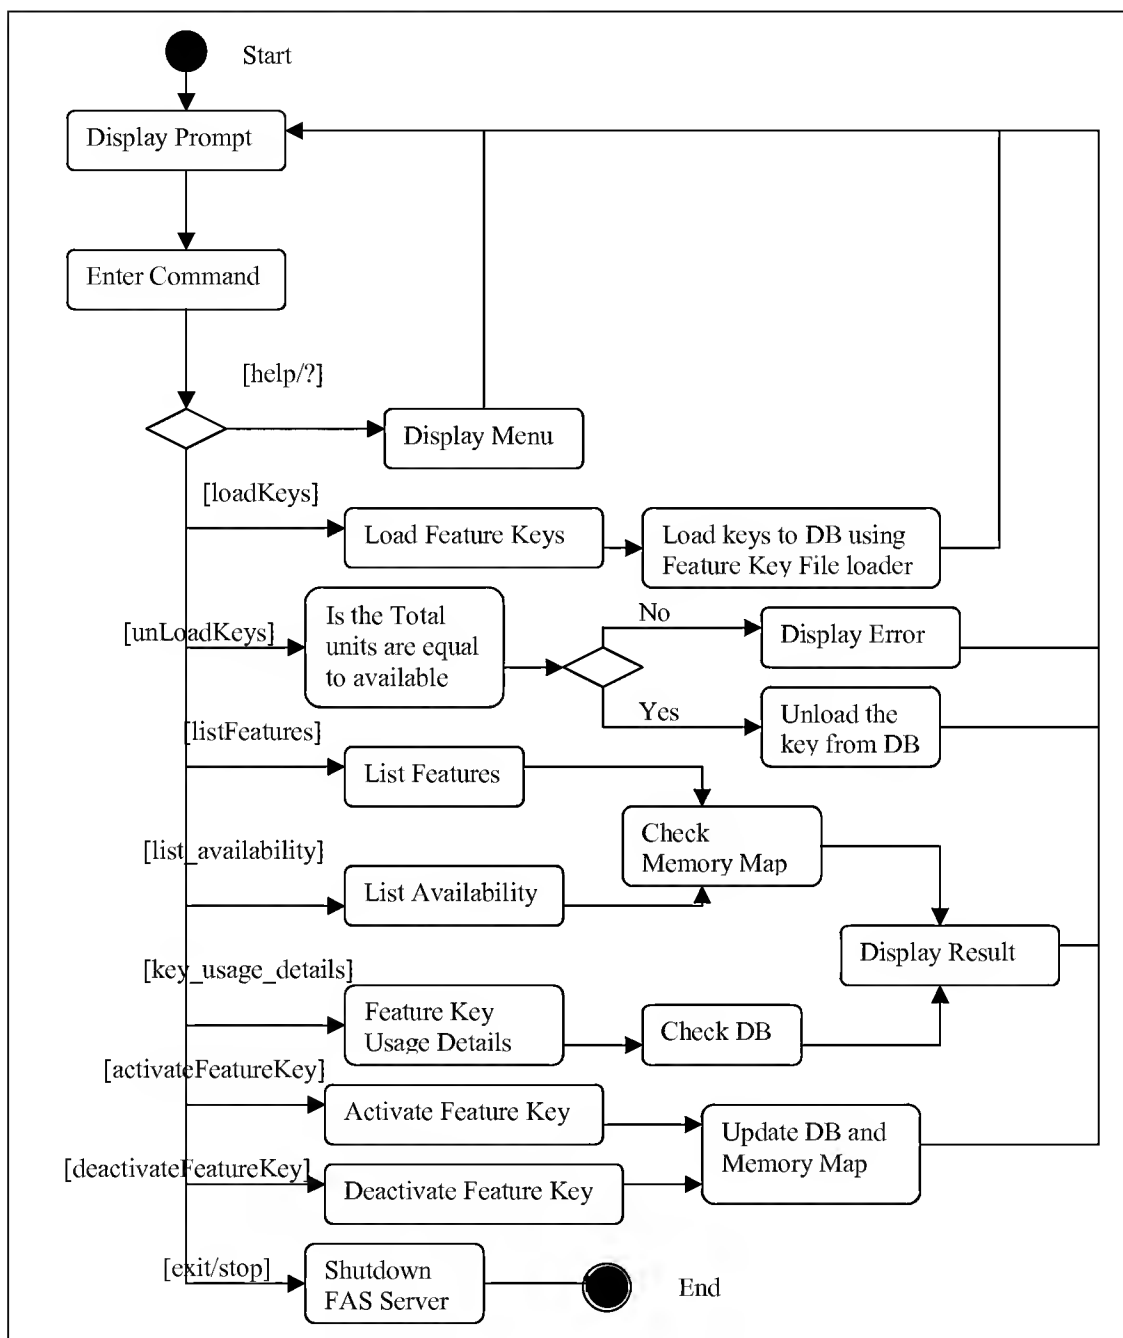 Start
Display Prompt
Enter Command
[help/?]
Display Menu
[loadKeys]
Load Feature Keys
Load keys to DB using
Feature Key File loader
[unLoadKeys]
Is the Total
units are equal
to available
No
Display Error
Yes
Unload the
key from DB
[listFeatures]
List Features
Check
Memory Map
[list_availability]
List Availability
Display Result
[key_usage_details]
Feature Key
Usage Details
Check DB
[activateFeatureKey]
Activate Feature Key
Update DB and
Memory Map
[deactivateFeatureKey]
Deactivate Feature Key
[exit/stop]
Shutdown
FAS Server
End